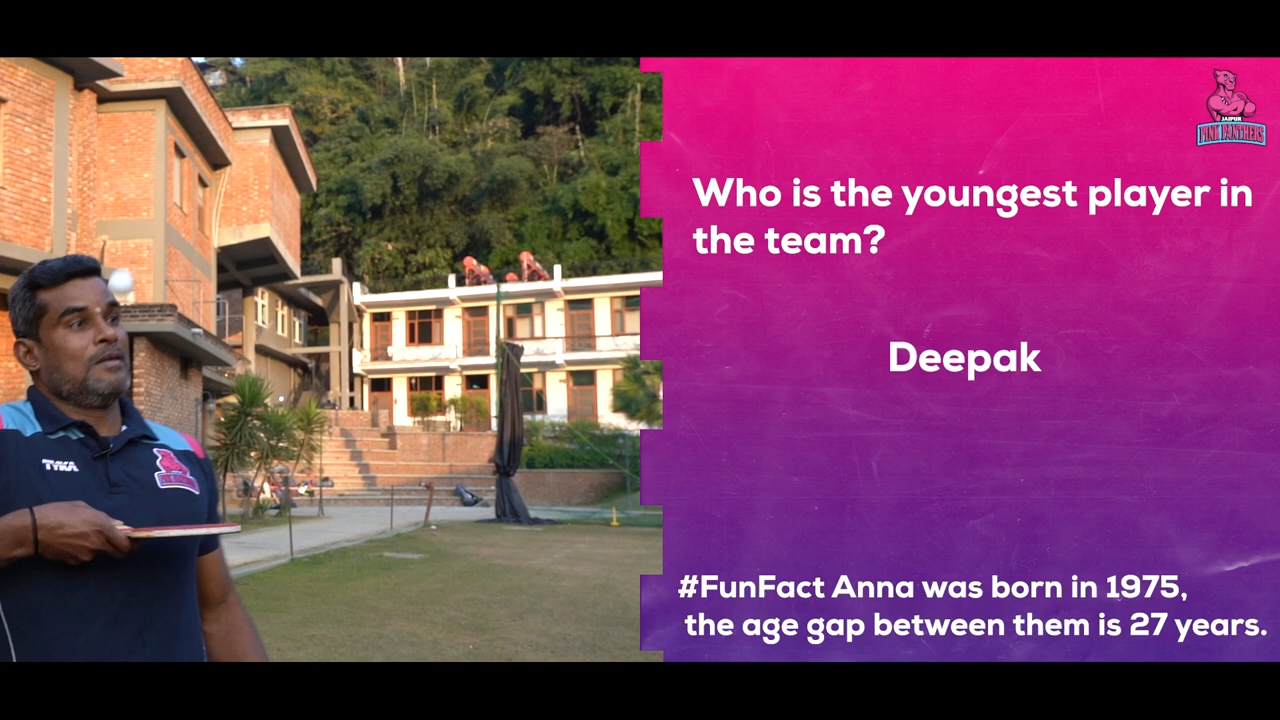 JAIPUR
PINK PANTHERS
Who is the youngest player in
the team?
Deepak
TYKA
#FunFact Anna was born in 1975,
the age gap between them is 27 years.